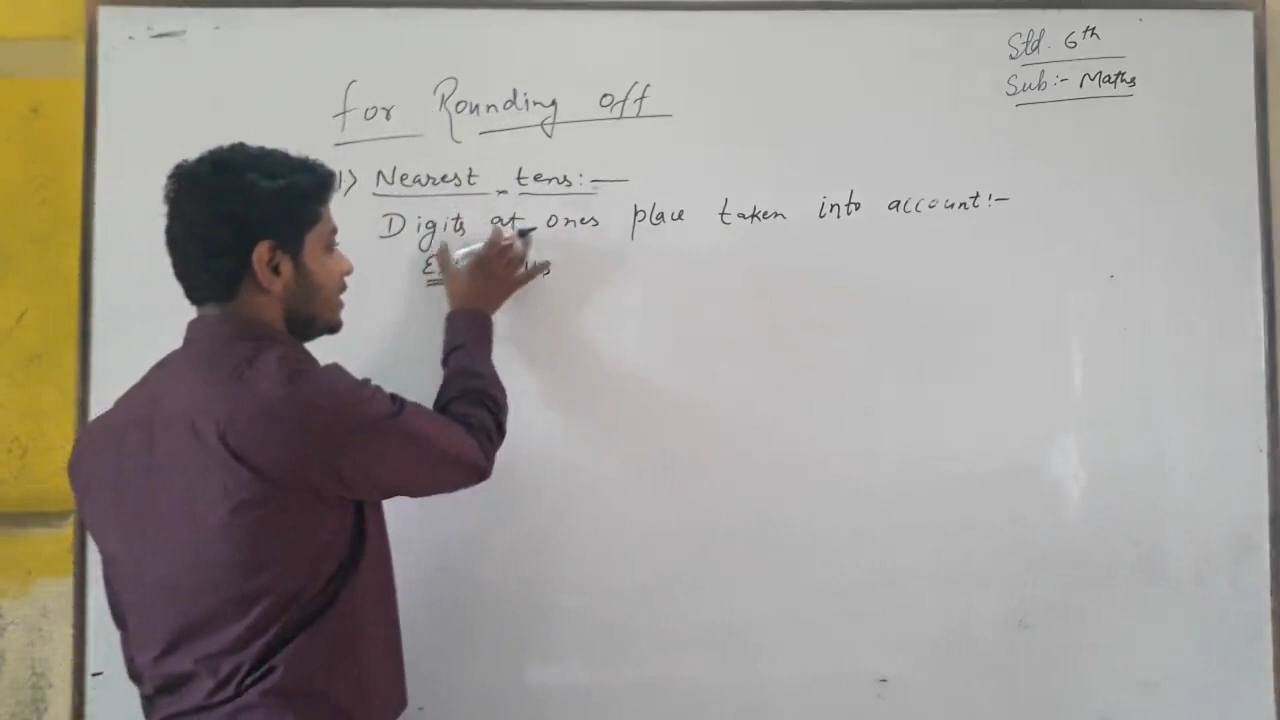 Std. 6th
Sub:- Maths
for Rounding off
1) Nearest tens:-
Digits at ones place taken into account:-